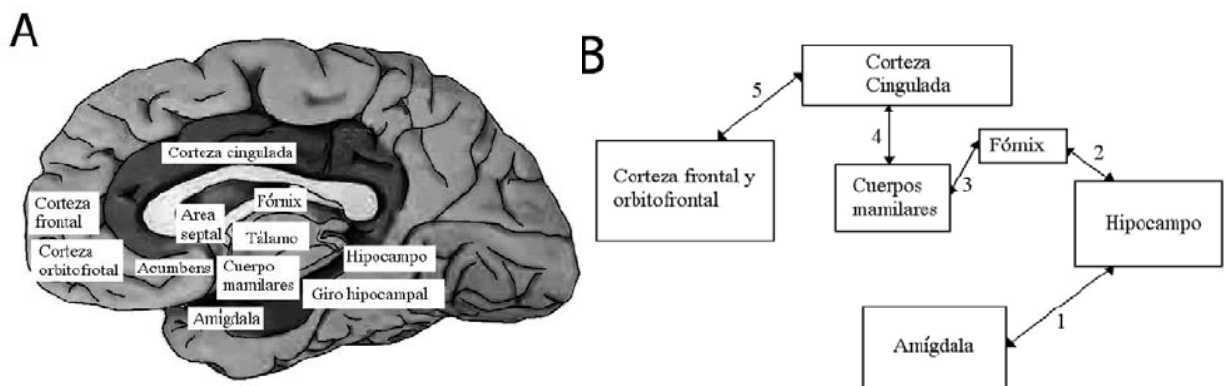 A
Corteza cingulada
Corteza
frontal
Area
septal
Fórnix
Tálamo
Corteza
orbitofrotal
Acumbens
Cuerpo
mamilares
Hipocampo
Giro hipocampal
Amígdala
B
Corteza
Cingulada
5
4
Fórnix
2
3
Corteza frontal y
orbitofrontal
Cuerpos
mamilares
Hipocampo
1
Amígdala